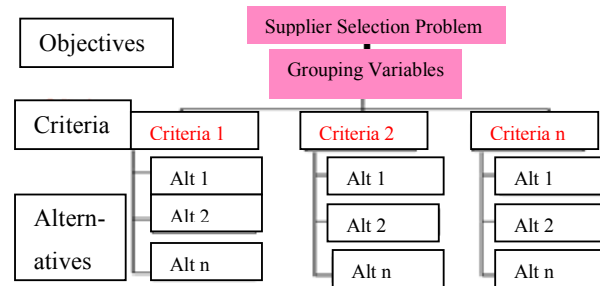 Supplier Selection Problem
Objectives
Grouping Variables
Criteria
Criteria 1
Criteria 2
Criteria n
Alt 1
Alt 1
Alt 1
Altern-
atives
Alt 2
Alt 2
Alt 2
Alt n
Alt n
Alt n